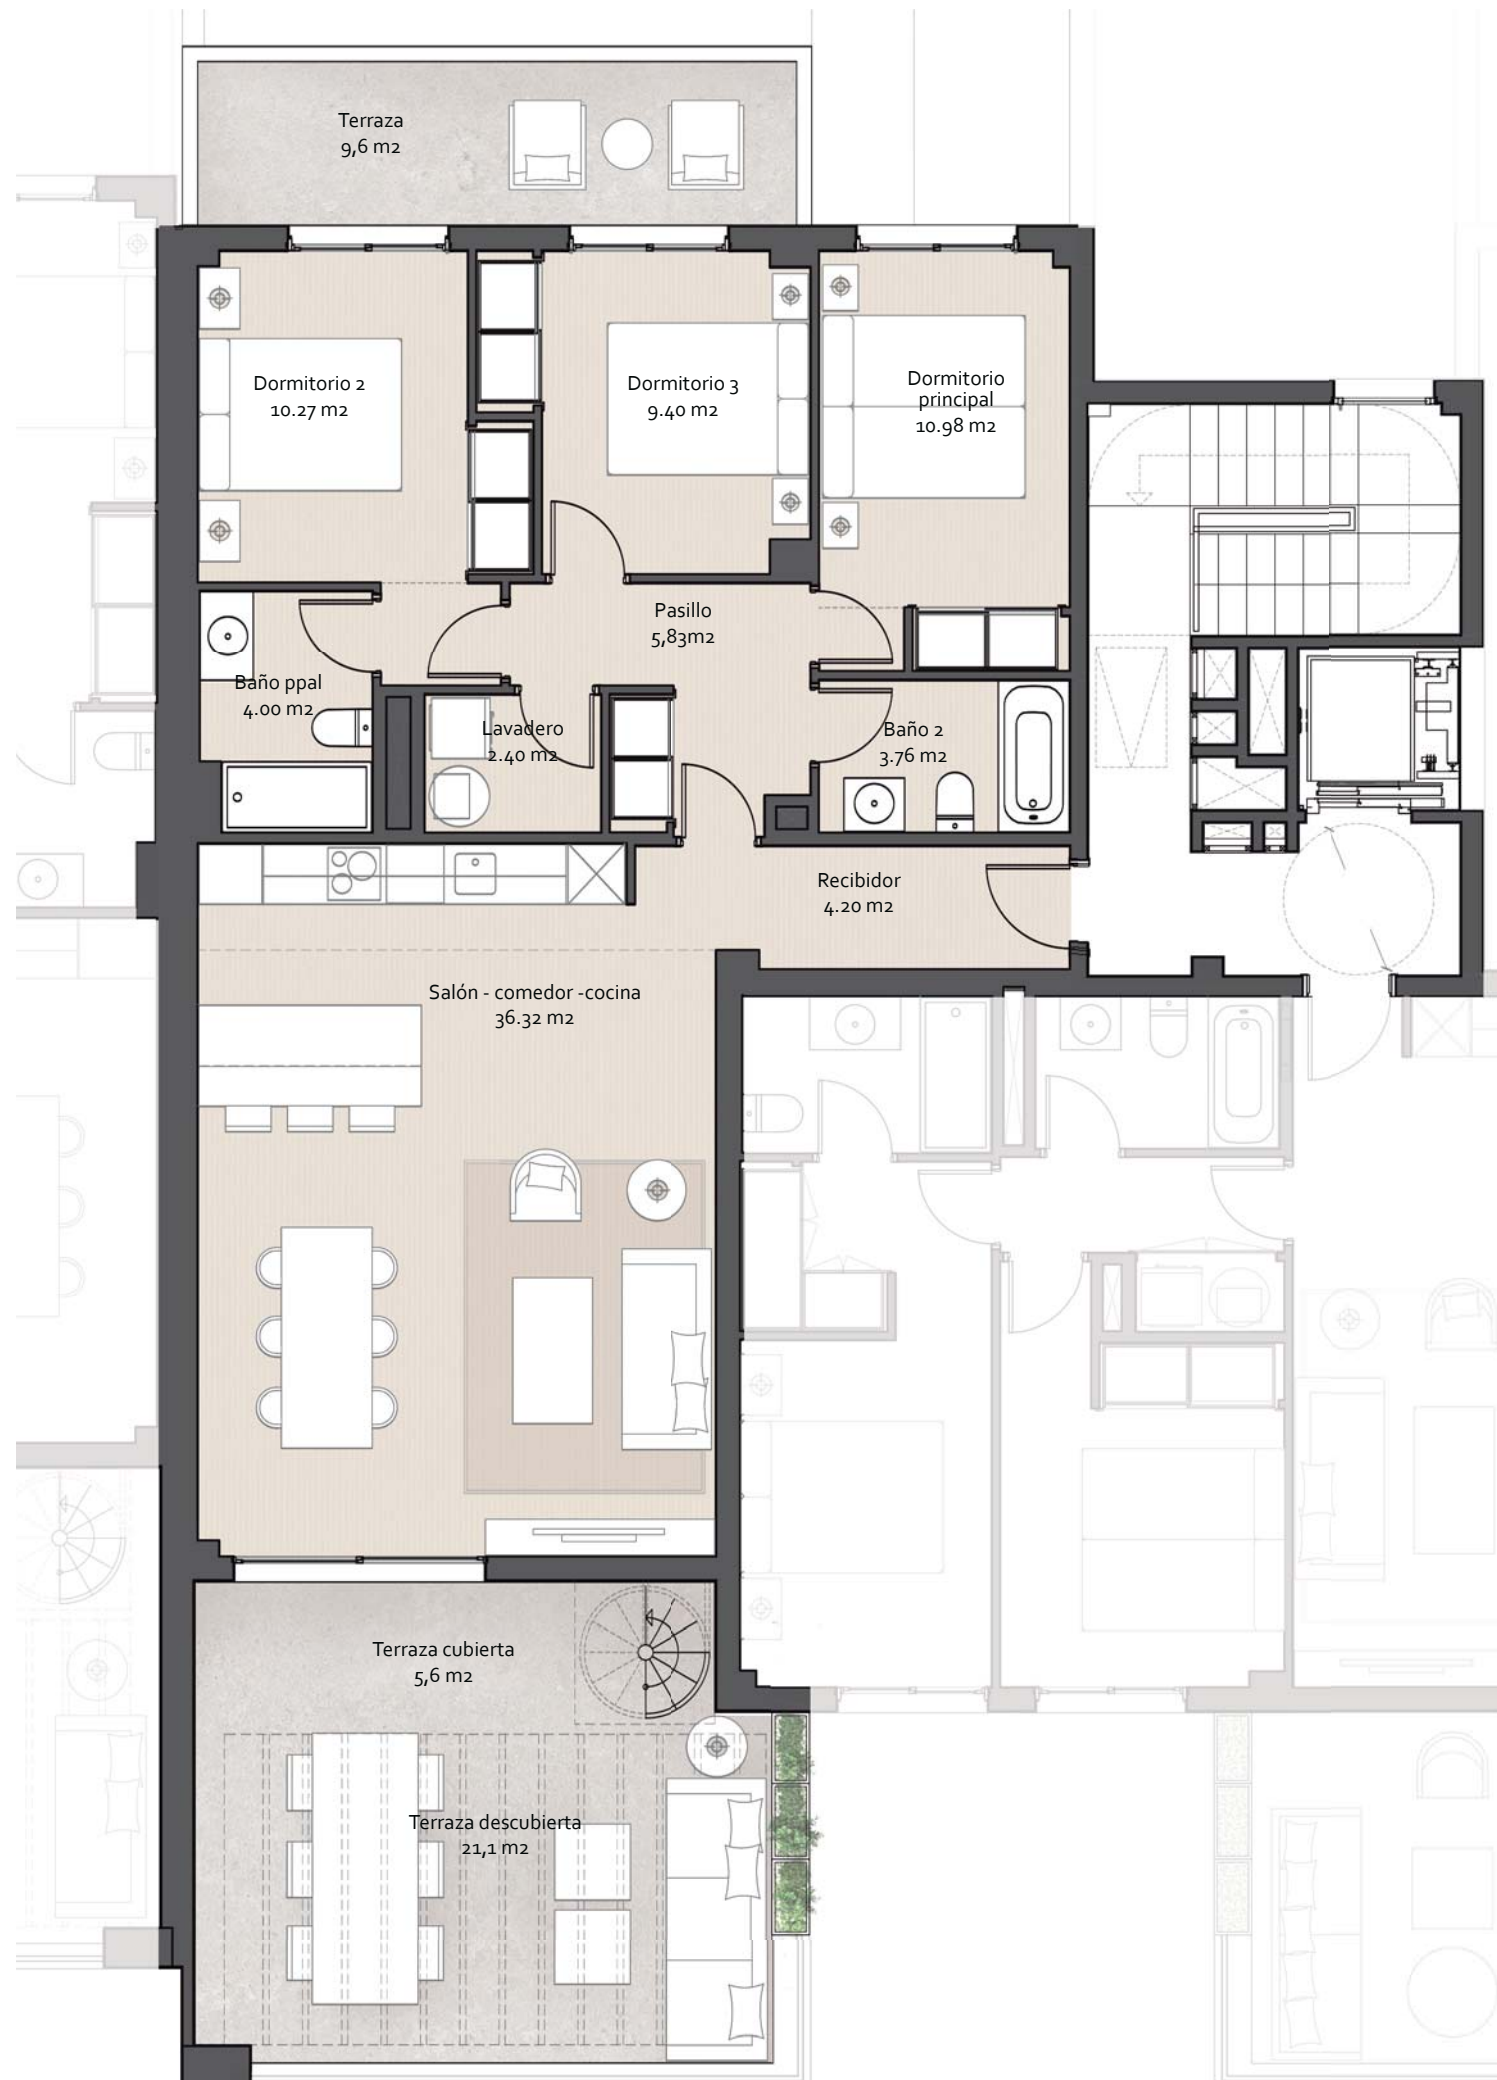 Terraza
9,6 m2
Dormitorio 2
10.27 m2
Dormitorio 3
9.40 m2
Dormitorio
principal
10.98 m2
Pasillo
5,83m2
Baño ppal
4.00 m2
Lavadero
2.40 m2
Baño 2
3.76 m2
Recibidor
4.20 m2
Salón - comedor -cocina
36.32 m2
Terraza cubierta
5,6 m2
Terraza descubierta
21,1 m2